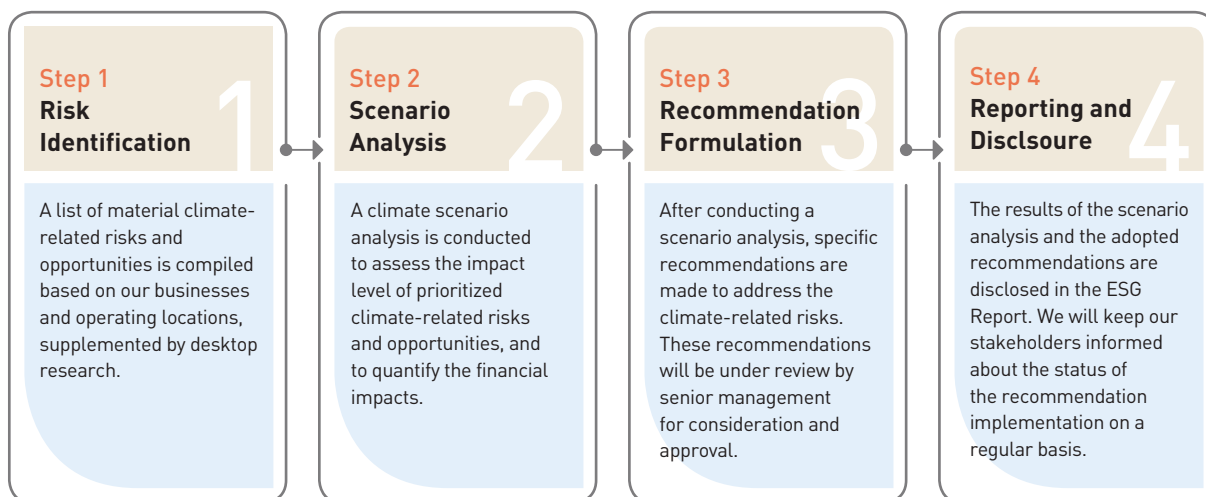 Step 1
Risk
Identification
1
A list of material climate-
related risks and
opportunities is compiled
based on our businesses
and operating locations,
supplemented by desktop
research.
Step 2
Scenario
Analysis
2
A climate scenario
analysis is conducted
to assess the impact
level of prioritized
climate-related risks
and opportunities, and
to quantify the financial
impacts.
Step 3
Recommendation
Formulation
3
After conducting a
scenario analysis, specific
recommendations are
made to address the
climate-related risks.
These recommendations
will be under review by
senior management
for consideration and
approval.
Step 4
Reporting and
Disclsoure
4
The results of the scenario
analysis and the adopted
recommendations are
disclosed in the ESG
Report. We will keep our
stakeholders informed
about the status of
the recommendation
implementation on a
regular basis.